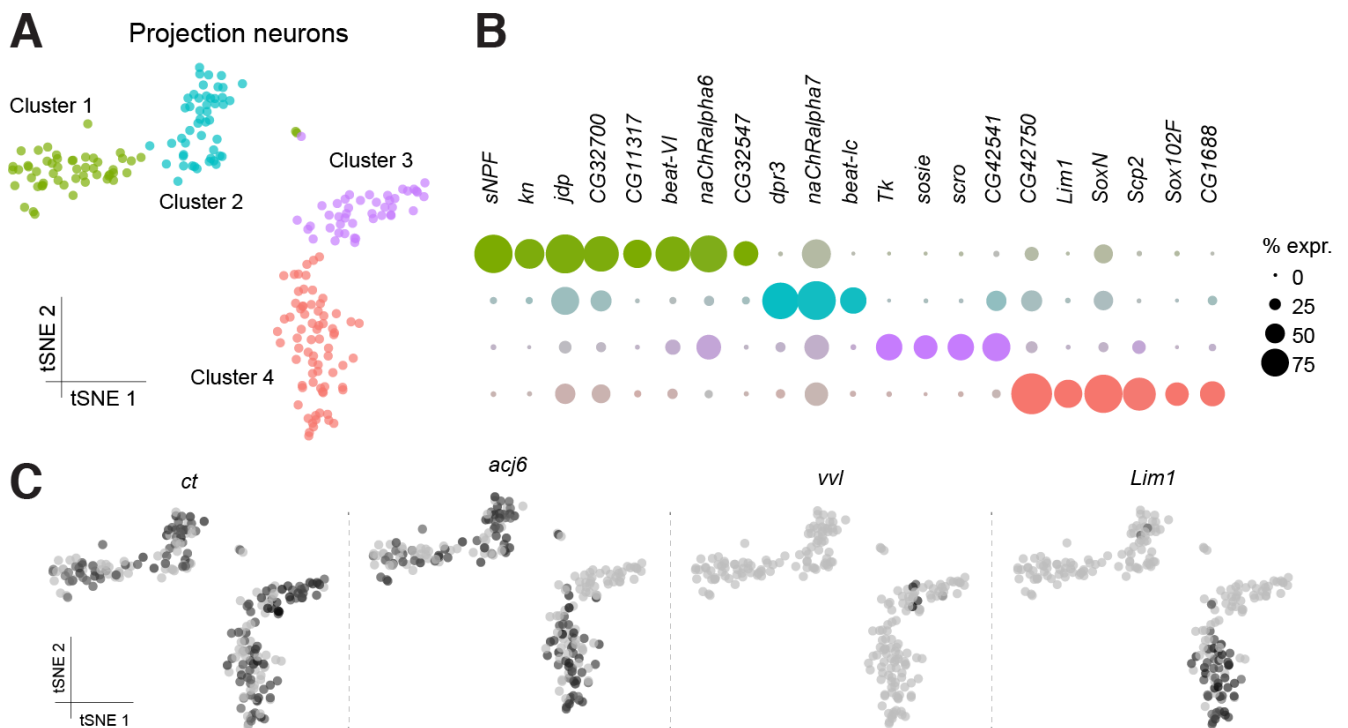 A
Projection neurons
Cluster 1
Cluster 2
Cluster 3
Cluster 4
tSNE 2
tSNE 1
B
sNPF
kn
jdp
CG32700
CG11317
beat-VI
naChRalpha6
CG32547
dpr3
naChRalpha7
beat-Ic
Tk
sosie
scro
CG42541
CG42750
Lim1
SoxN
Scp2
Sox102F
CG1688
% expr.
0
25
50
75
C
ct
acj6
vvl
Lim1
tSNE 2
tSNE 1